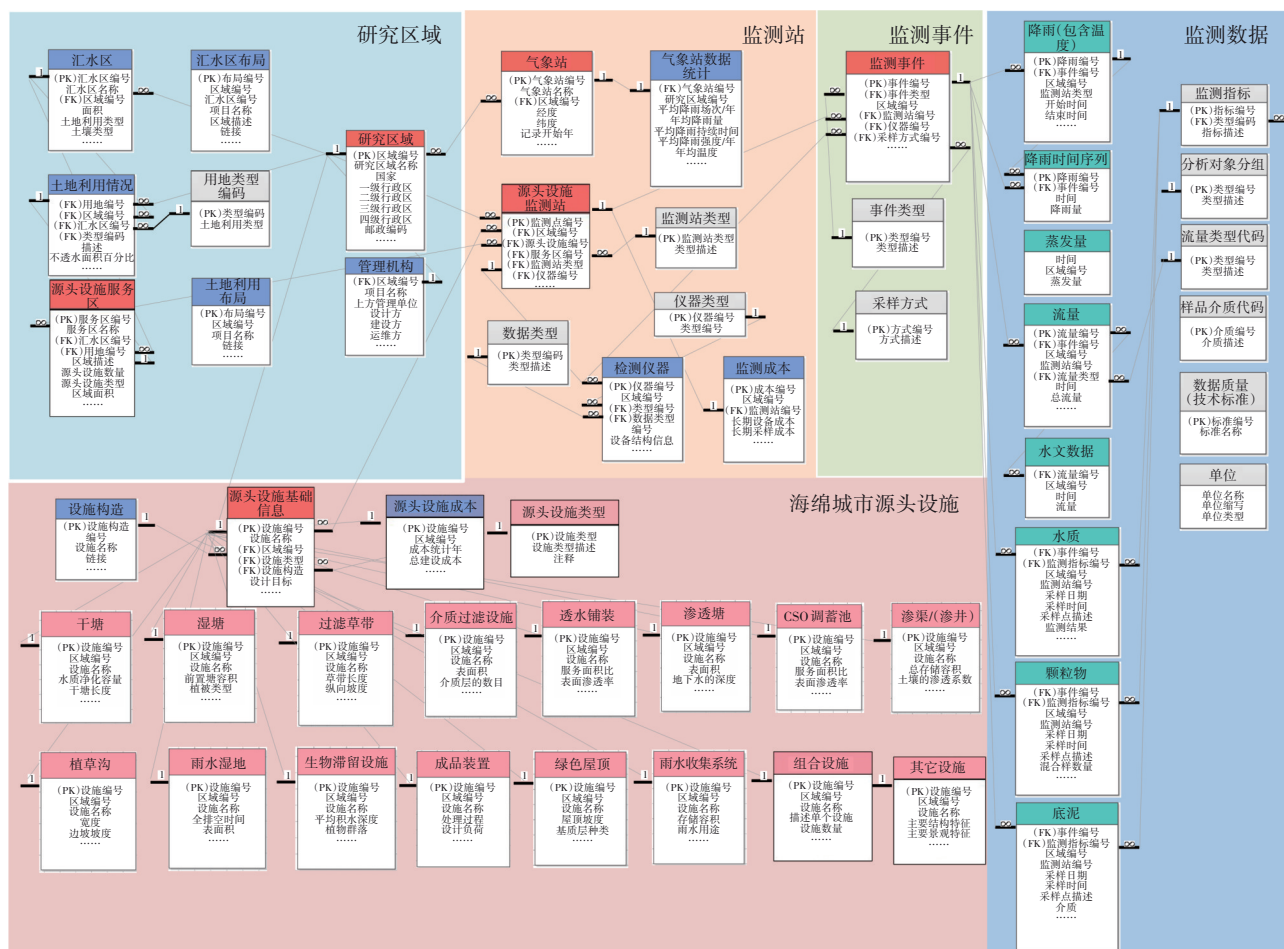 研究区域
汇水区
(PK)汇水区编号
汇水区名称
(FK)区域编号
面积
土地利用类型
土壤类型
……
汇水区布局
(PK)布局编号
区域编号
汇水区编号
项目名称
区域描述
链接
……
研究区域
(PK)区域编号
研究区域名称
国家
一级行政区
二级行政区
三级行政区
四级行政区
邮政编码
……
土地利用情况
(FK)用地编号
(FK)区域编号
(FK)汇水区编号
(FK)类型编码
描述
不透水面积百分比
用地类型
编码
(PK)类型编码
土地利用类型
源头设施服务
区
(PK)服务区编号
服务区名称
(FK)汇水区编号
(FK)用地编号
区域描述
源头设施数量
源头设施类型
区域面积
……
土地利用
布局
(PK)布局编号
区域编号
项目名称
链接
……
管理机构
(FK)区域编号
项目名称
上方管理单位
设计方
建设方
运维方
……
监测站
气象站
(PK)气象站编号
气象站名称
(FK)区域编号
经度
纬度
记录开始年
……
气象站数据
统计
(FK)气象站编号
研究区域编号
平均降雨场次/年
年均降雨量
平均降雨持续时间
平均降雨强度/年
年均温度
……
源头设施
监测站
(PK)监测点编号
(FK)区域编号
(FK)源头设施编号
(FK)服务区编号
(FK)监测站类型
(FK)仪器编号
……
监测站类型
(PK)监测站类型
类型描述
仪器类型
(PK)仪器编号
类型编号
数据类型
(PK)类型编码
类型描述
检测仪器
(PK)仪器编号
区域编号
(FK)类型编号
(FK)数据类型
编号
设备结构信息
……
监测成本
(PK)成本编号
区域编号
(FK)监测站编号
长期设备成本
长期采样成本
……
监测事件
监测事件
(PK)事件编号
(FK)事件类型
区域编号
(FK)监测站编号
(FK)仪器编号
(FK)采样方式编号
……
事件类型
(PK)类型编号
类型描述
采样方式
(PK)方式编号
方式描述
监测数据
降雨(包含温
度)
(PK)降雨编号
(FK)事件编号
区域编号
监测站类型
开始时间
结束时间
……
降雨时间序列
(PK)降雨编号
(FK)事件编号
时间
降雨量
蒸发量
时间
区域编号
蒸发量
流量
(PK)流量编号
(FK)事件编号
区域编号
监测站编号
(FK)流量类型
时间
总流量
……
水文数据
(FK)流量编号
区域编号
时间
流量
水质
(FK)事件编号
(FK)监测指标编号
区域编号
监测站编号
采样日期
采样时间
采样点描述
监测结果
……
颗粒物
(FK)事件编号
(FK)监测指标编号
区域编号
监测站编号
采样日期
采样时间
采样点描述
混合样数量
……
底泥
(FK)事件编号
(FK)监测指标编号
区域编号
监测站编号
采样日期
采样时间
采样点描述
介质
……
监测指标
(PK)指标编号
(FK)类型编码
指标描述
分析对象分组
(PK)类型编号
类型描述
流量类型代码
(PK)类型编号
类型描述
样品介质代码
(PK)介质编号
介质描述
数据质量
(技术标准)
(PK)标准编号
标准名称
单位
单位名称
单位缩写
单位类型
海绵城市源头设施
设施构造
(PK)设施构造
编号
设施名称
链接
……
源头设施基础
信息
(PK)设施编号
设施名称
(FK)区域编号
(FK)设施类型
(FK)设施构造
设计目标
……
源头设施成本
(PK)设施编号
区域编号
成本统计年
总建设成本
……
源头设施类型
(PK)设施类型
设施类型描述
注释
干塘
(PK)设施编号
区域编号
设施名称
水质净化容量
干塘长度
……
湿塘
(PK)设施编号
区域编号
设施名称
前置塘容积
植被类型
……
过滤草带
(PK)设施编号
区域编号
设施名称
草带长度
纵向坡度
……
介质过滤设施
(PK)设施编号
区域编号
设施名称
表面积
介质层的数目
……
透水铺装
(PK)设施编号
区域编号
设施名称
服务面积比
表面渗透率
……
渗透塘
(PK)设施编号
区域编号
设施名称
表面积
地下水的深度
……
CSO调蓄池
(PK)设施编号
区域编号
设施名称
服务面积比
表面渗透率
……
渗渠/(渗井)
(PK)设施编号
区域编号
设施名称
总存储容积
土壤的渗透系数
……
植草沟
(PK)设施编号
区域编号
设施名称
宽度
边坡坡度
……
雨水湿地
(PK)设施编号
区域编号
设施名称
全排空时间
表面积
……
生物滞留设施
(PK)设施编号
区域编号
设施名称
平均积水深度
植物群落
……
成品装置
(PK)设施编号
区域编号
设施名称
处理过程
设计负荷
……
绿色屋顶
(PK)设施编号
区域编号
设施名称
屋顶坡度
基质层种类
……
雨水收集系统
(PK)设施编号
区域编号
设施名称
存储容积
雨水用途
……
组合设施
(PK)设施编号
区域编号
设施名称
描述单个设施
设施数量
……
其它设施
(PK)设施编号
区域编号
设施名称
主要结构特征
主要景观特征
……